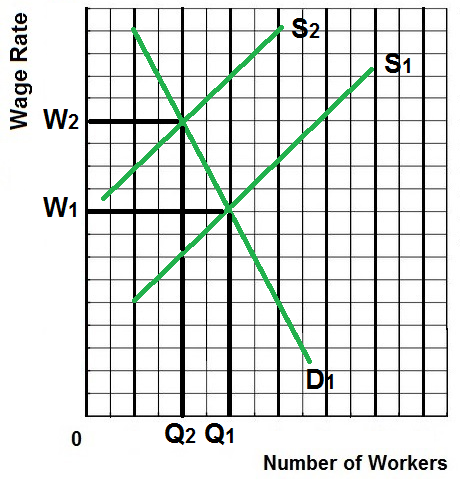 Wage Rate
S2
S1
W2
W1
D1
0
Q2 Q1
Number of Workers